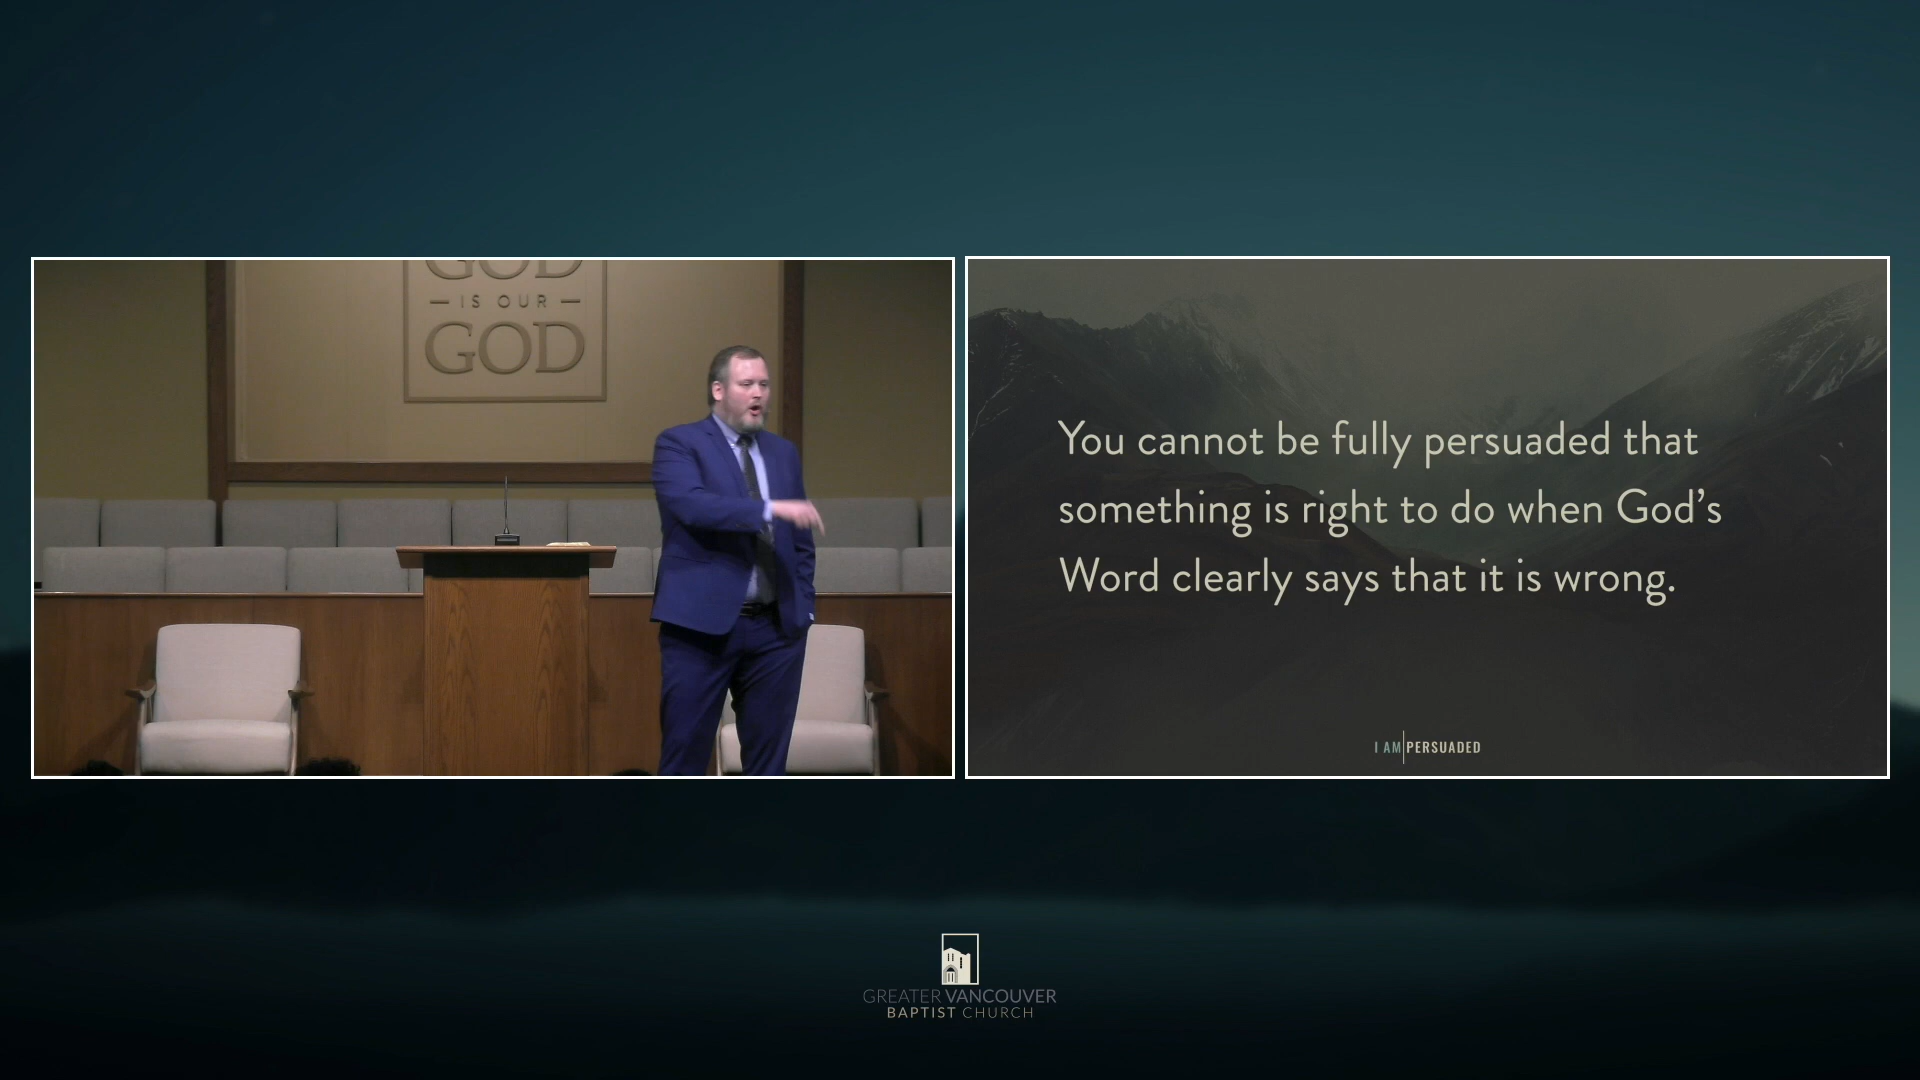 GOD
IS OUR
GOD
You cannot be fully persuaded that
something is right to do when God's
Word clearly says that it is wrong.
I AM PERSUADED
GREATER VANCOUVER
BAPTIST CHURCH